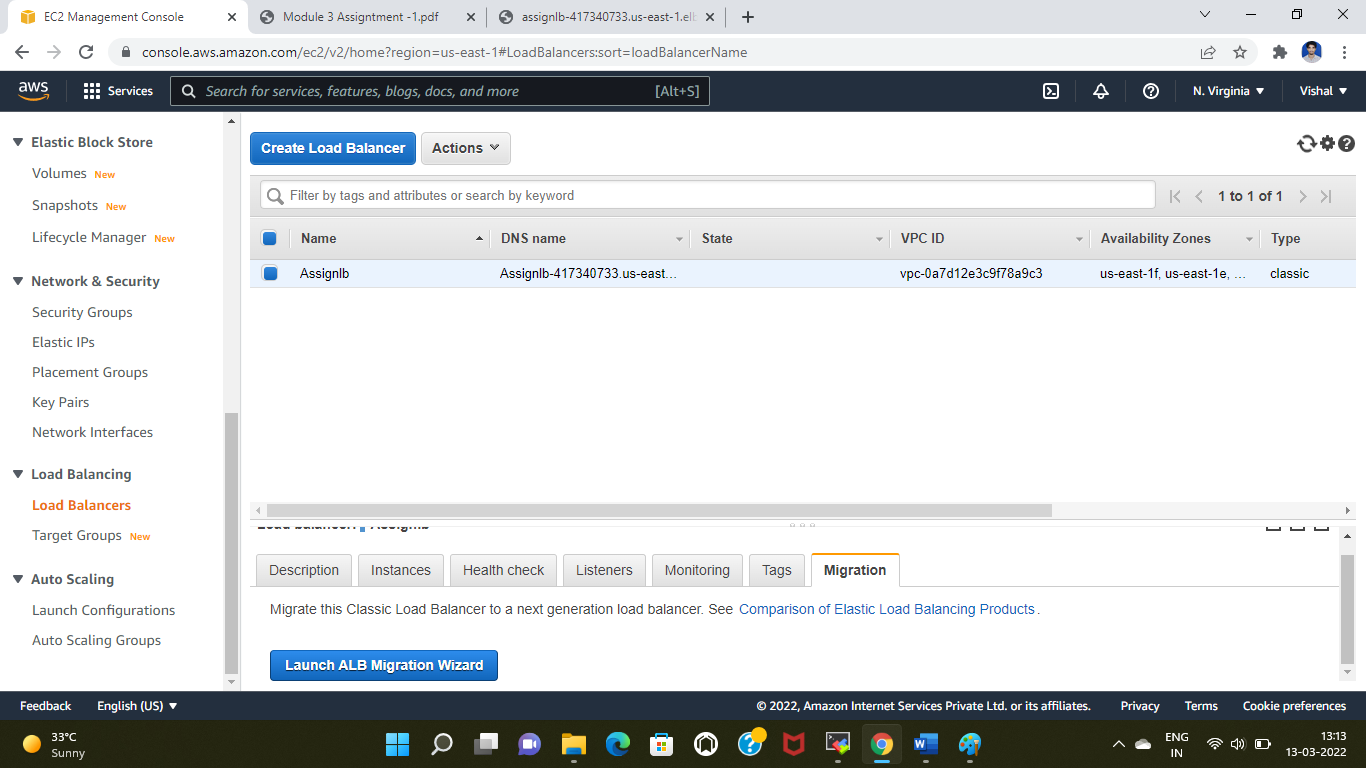 EC2 Management Console
Module 3 Assigntment -1.pdf
assignlb-417340733.us-east-1.elb
console.aws.amazon.com/ec2/v2/home?region=us-east-1#LoadBalancers:sort=loadBalancerName
aws
Services
Search for services, features, blogs, docs, and more
[Alt+S]
N. Virginia
Vishal
Elastic Block Store
Volumes New
Snapshots New
Lifecycle Manager New
Network & Security
Security Groups
Elastic IPs
Placement Groups
Key Pairs
Network Interfaces
Load Balancing
Load Balancers
Target Groups New
Auto Scaling
Launch Configurations
Auto Scaling Groups
Create Load Balancer
Actions
Filter by tags and attributes or search by keyword
1 to 1 of 1
Name DNS name State VPC ID Availability Zones Type
Assignlb Assignlb-417340733.us-east... vpc-0a7d12e3c9f78a9c3 us-east-1f, us-east-1e, ... classic
Load balancer: Assignlb
Description Instances Health check Listeners Monitoring Tags Migration
Migrate this Classic Load Balancer to a next generation load balancer. See Comparison of Elastic Load Balancing Products.
Launch ALB Migration Wizard
Feedback English (US) © 2022, Amazon Internet Services Private Ltd. or its affiliates. Privacy Terms Cookie preferences
33°C
Sunny
ENG
IN
13:13
13-03-2022